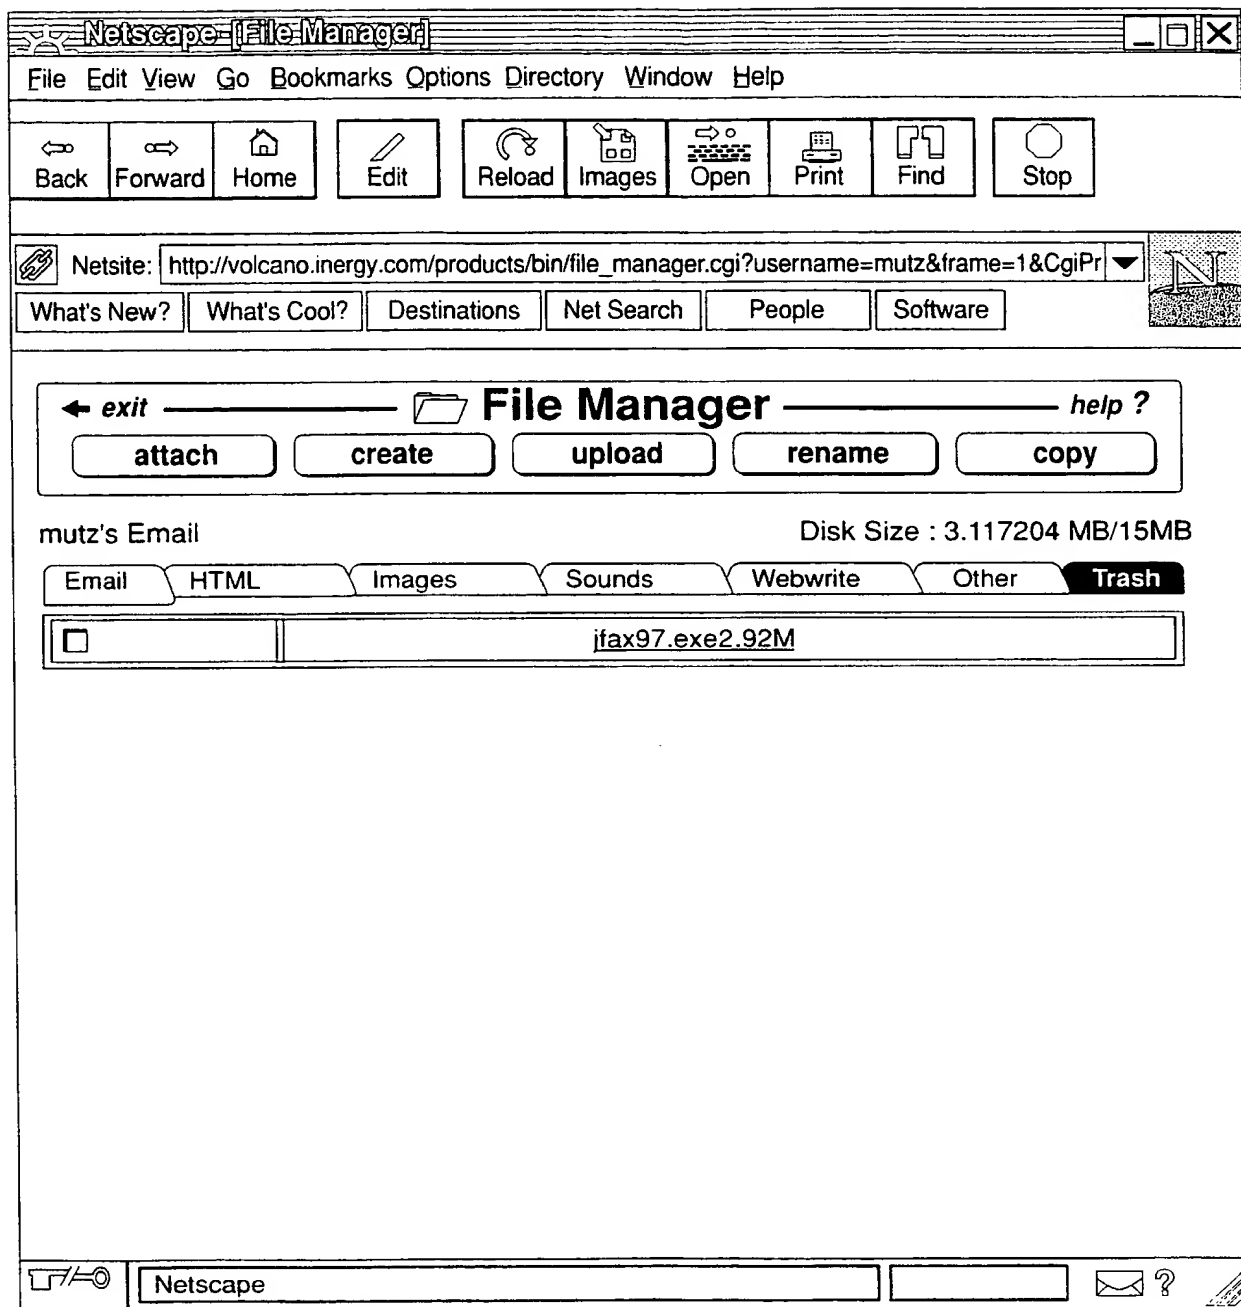 Netscape-[File Manager]
File Edit View Go Bookmarks Options Directory Window Help
Back Forward Home Edit Reload Images Open Print Find Stop
Netsite: http://volcano.inergy.com/products/bin/file_manager.cgi?username=mutz&frame=1&CgiPr
N
What's New? What's Cool? Destinations Net Search People Software
exit File Manager help ?
attach create upload rename copy
mutz's Email Disk Size : 3.117204 MB/15MB
Email HTML Images Sounds Webwrite Other Trash
jfax97.exe2.92M
Netscape ?